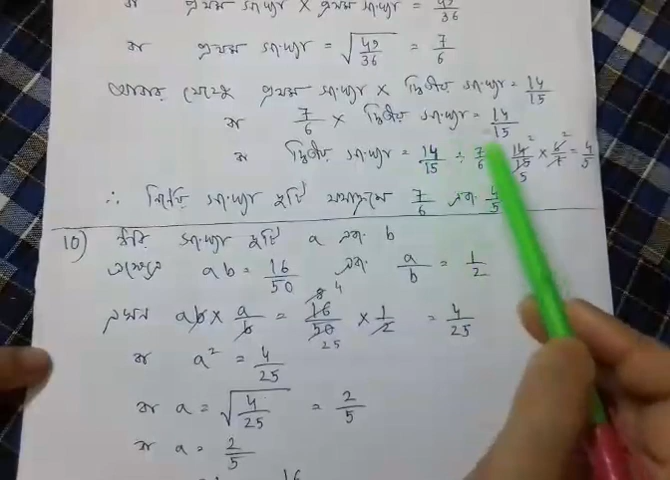 বা প্রথম সংখ্যা × প্রথম সংখ্যা = 49/36
বা প্রথম সংখ্যা = √(49/36) = 7/6
আবার যেহেতু প্রথম সংখ্যা × দ্বিতীয় সংখ্যা = 14/15
বা 7/6 × দ্বিতীয় সংখ্যা = 14/15
বা দ্বিতীয় সংখ্যা = 14/15 ÷ 7/6 = 14/15 × 6/7 = 4/5
∴ নির্ণেয় সংখ্যা দুটি যথাক্রমে 7/6 এবং 4/5
10) ধরি সংখ্যা দুটি a এবং b
ab = 16/50 এবং a/b = 1/2
এখন ab × a/b = 16/50 × 1/2 = 4/25
বা a² = 4/25
বা a = √(4/25) = 2/5
বা a = 2/5
16